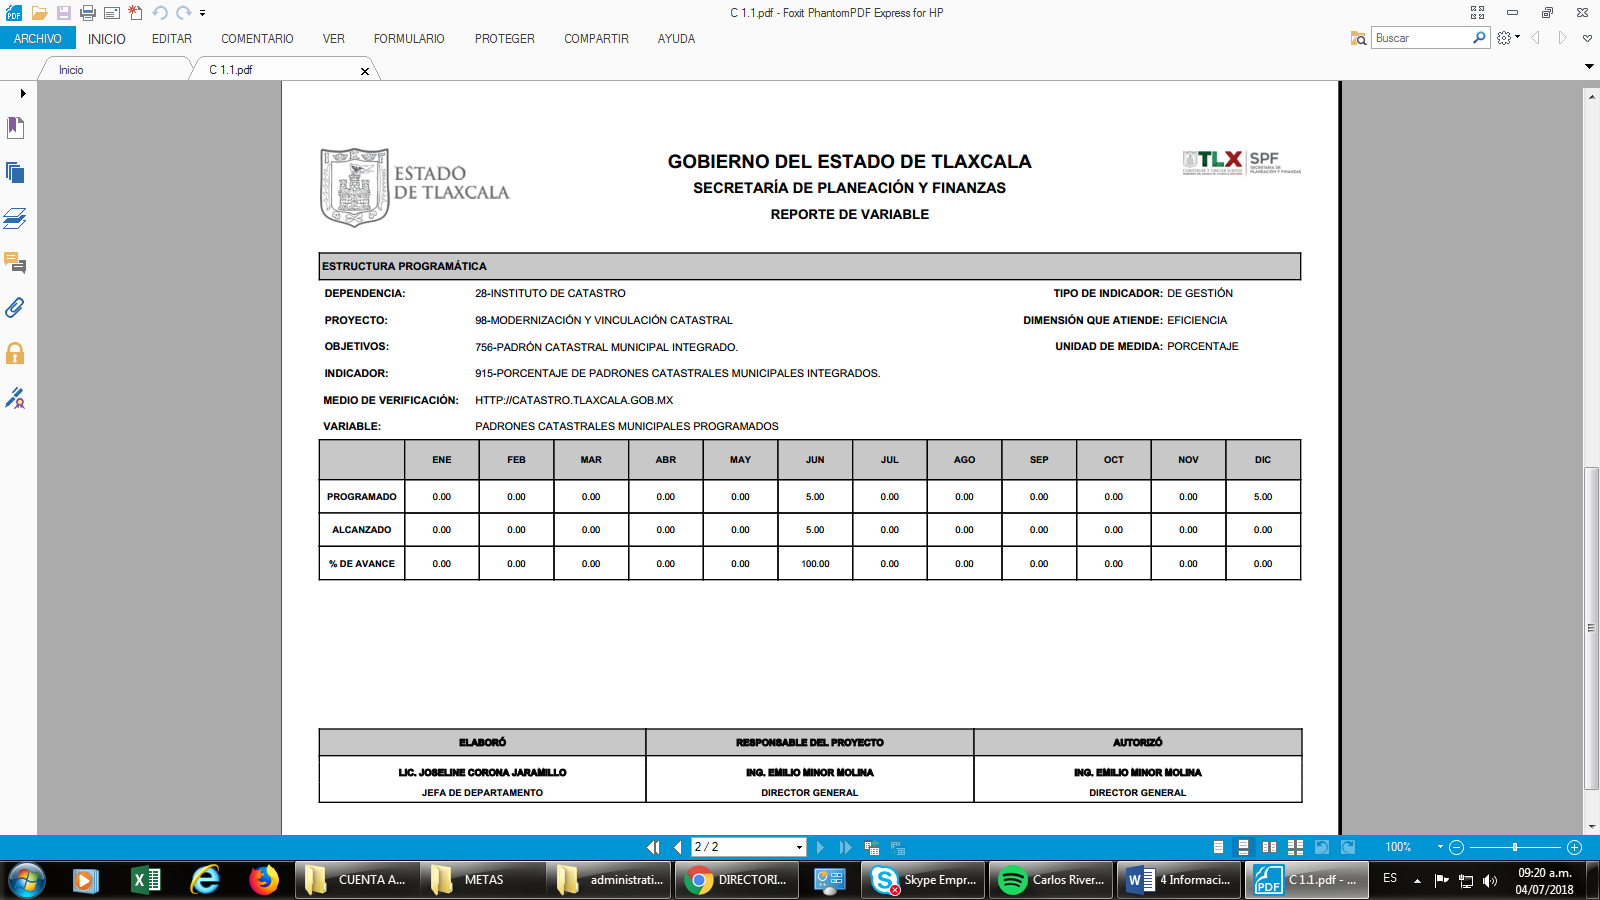 C 1.1.pdf - Foxit PhantomPDF Express for HP
ARCHIVO INICIO EDITAR COMENTARIO VER FORMULARIO PROTEGER COMPARTIR AYUDA Buscar
Inicio C 1.1.pdf
ESTADO
DE TLAXCALA
GOBIERNO DEL ESTADO DE TLAXCALA
SECRETARÍA DE PLANEACIÓN Y FINANZAS
REPORTE DE VARIABLE
TLX SPF
CONSTRUIR Y CRECER JUNTOS
SECRETARÍA DE
PLANEACIÓN Y FINANZAS
ESTRUCTURA PROGRAMÁTICA
DEPENDENCIA: 28-INSTITUTO DE CATASTRO TIPO DE INDICADOR: DE GESTIÓN
PROYECTO: 98-MODERNIZACIÓN Y VINCULACIÓN CATASTRAL DIMENSIÓN QUE ATIENDE: EFICIENCIA
OBJETIVOS: 756-PADRÓN CATASTRAL MUNICIPAL INTEGRADO. UNIDAD DE MEDIDA: PORCENTAJE
INDICADOR: 915-PORCENTAJE DE PADRONES CATASTRALES MUNICIPALES INTEGRADOS.
MEDIO DE VERIFICACIÓN: HTTP://CATASTRO.TLAXCALA.GOB.MX
VARIABLE: PADRONES CATASTRALES MUNICIPALES PROGRAMADOS
ENE FEB MAR ABR MAY JUN JUL AGO SEP OCT NOV DIC
PROGRAMADO 0.00 0.00 0.00 0.00 0.00 5.00 0.00 0.00 0.00 0.00 0.00 5.00
ALCANZADO 0.00 0.00 0.00 0.00 0.00 5.00 0.00 0.00 0.00 0.00 0.00 0.00
% DE AVANCE 0.00 0.00 0.00 0.00 0.00 100.00 0.00 0.00 0.00 0.00 0.00 0.00
ELABORÓ RESPONSABLE DEL PROYECTO AUTORIZÓ
LIC. JOSELINE CORONA JARAMILLO ING. EMILIO MINOR MOLINA ING. EMILIO MINOR MOLINA
JEFA DE DEPARTAMENTO DIRECTOR GENERAL DIRECTOR GENERAL
2 / 2 100%
CUENTA A... METAS administrati... DIRECTORI... Skype Empr... Carlos River... 4 Informaci... C 1.1.pdf - ... ES 09:20 a.m.
04/07/2018